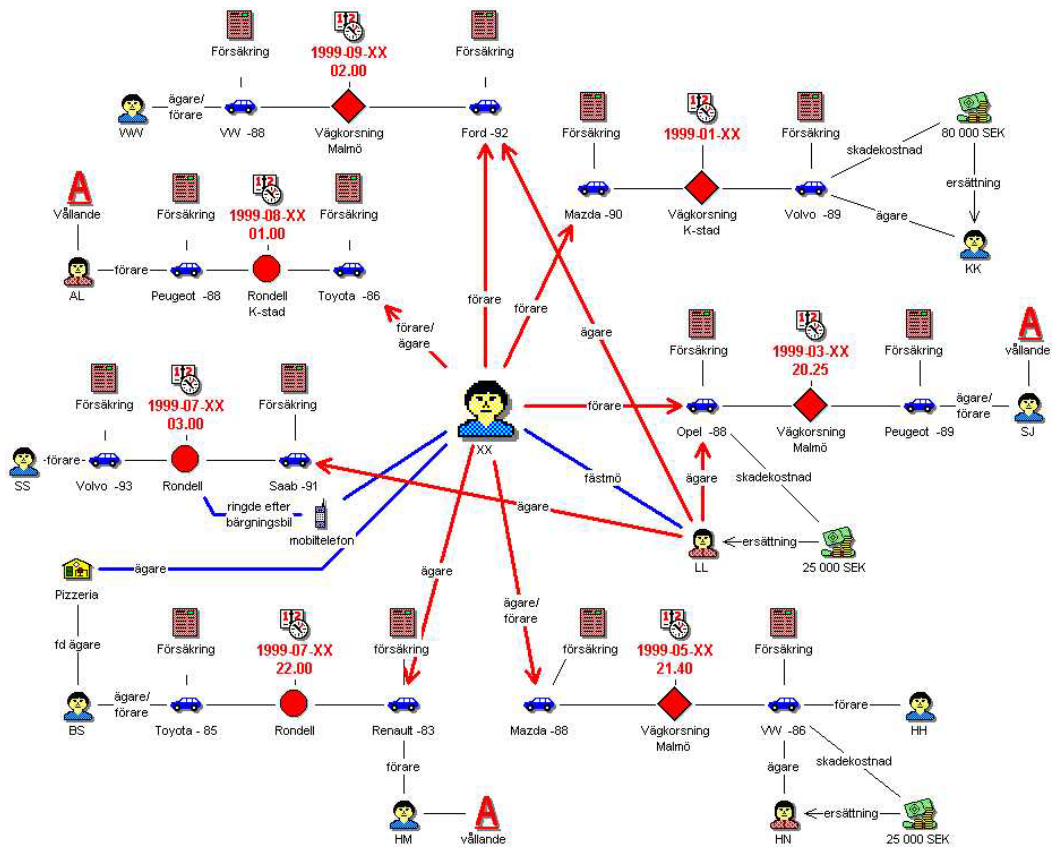 Försäkring
1999-09-XX
02.00
Försäkring
WW
ägare/
förare
VW -88
Vägkorsning
Malmö
Ford -92
Försäkring
1999-01-XX
Försäkring
80 000 SEK
skadekostnad
ersättning
ägare
Mazda -90
Vägkorsning
K-stad
Volvo -89
KK
A
Vållande
Försäkring
1999-08-XX
01.00
Försäkring
AL
förare
Peugeot -88
Rondell
K-stad
Toyota -86
förare/
ägare
förare
förare
ägare
Försäkring
1999-03-XX
20.25
Försäkring
A
vållande
förare
Opel -88
Vägkorsning
Malmö
Peugeot -89
ägare/
förare
SJ
Försäkring
1999-07-XX
03.00
Försäkring
XX
SS
-förare
Volvo -93
Rondell
Saab -91
ringde efter
bärgningsbil
mobiltelefon
fästmö
ägare
ägare
skadekostnad
LL
ersättning
25 000 SEK
Pizzeria
ägare
fd ägare
ägare
ägare/
förare
Försäkring
1999-07-XX
22.00
försäkring
BS
ägare/
förare
Toyota - 85
Rondell
Renault -83
förare
HM
A
vållande
försäkring
1999-05-XX
21.40
Försäkring
Mazda -88
Vägkorsning
Malmö
VW -86
förare
HH
ägare
skadekostnad
HN
ersättning
25 000 SEK